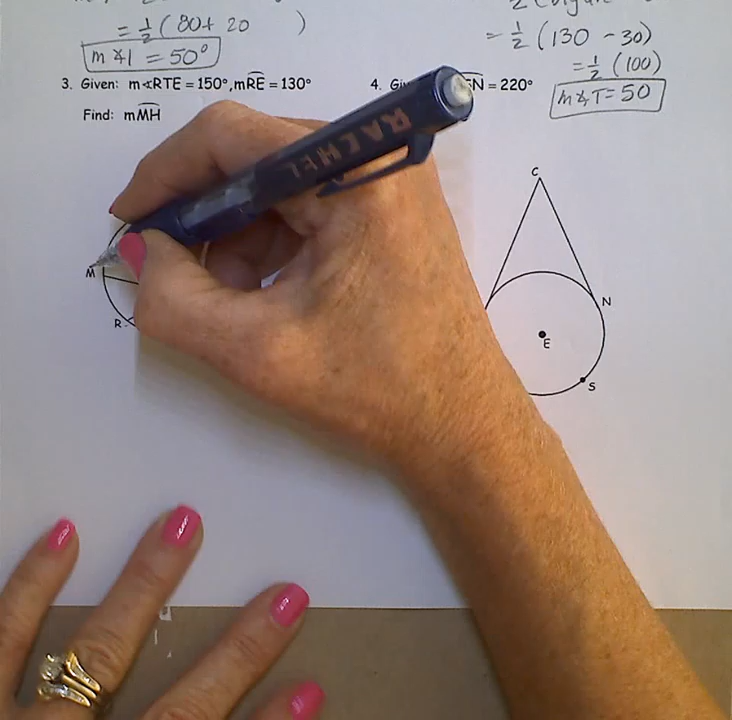 = ½ (80+ 20 )
m∡1 = 50°
= ½ (130 - 30)
= ½ (100)
m∡T = 50
3. Given: m∢RTE = 150°, mRE = 130°
Find: mMH
4. = 220°
RACHEL
M
R
C
N
E
S